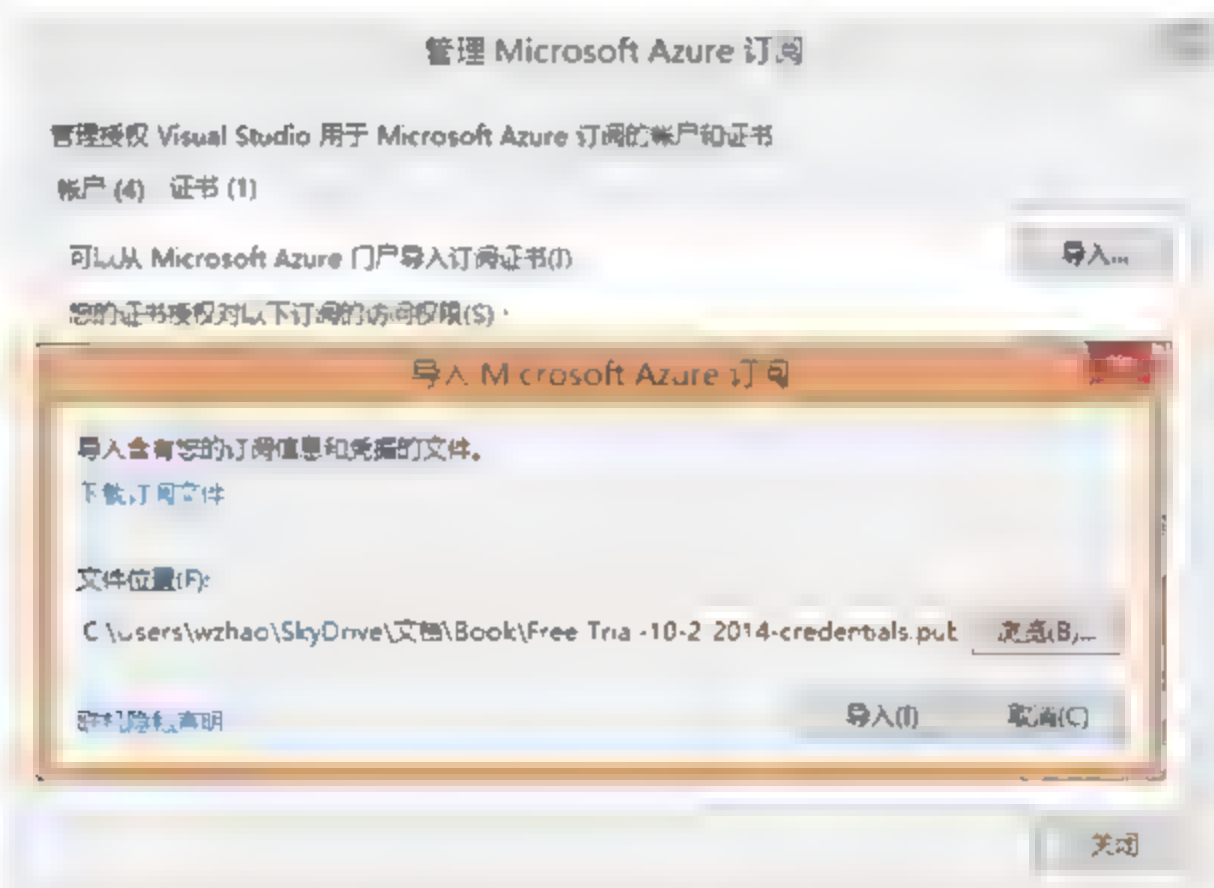 管理 Microsoft Azure 订阅
管理授权 Visual Studio 用于 Microsoft Azure 订阅的帐户和证书
帐户 (4) 证书 (1)
可以从 Microsoft Azure 门户导入订阅证书(I) 导入...
您的证书授权对以下订阅的访问权限(S):
导入 Microsoft Azure 订阅
导入含有您的订阅信息和凭据的文件。
下载订阅文件
文件位置(F):
C:\Users\wzhao\SkyDrive\文档\Book\Free Trial-10-2-2014-credentials.pub 浏览(B)...
联机隐私声明 导入(I) 取消(C)
关闭